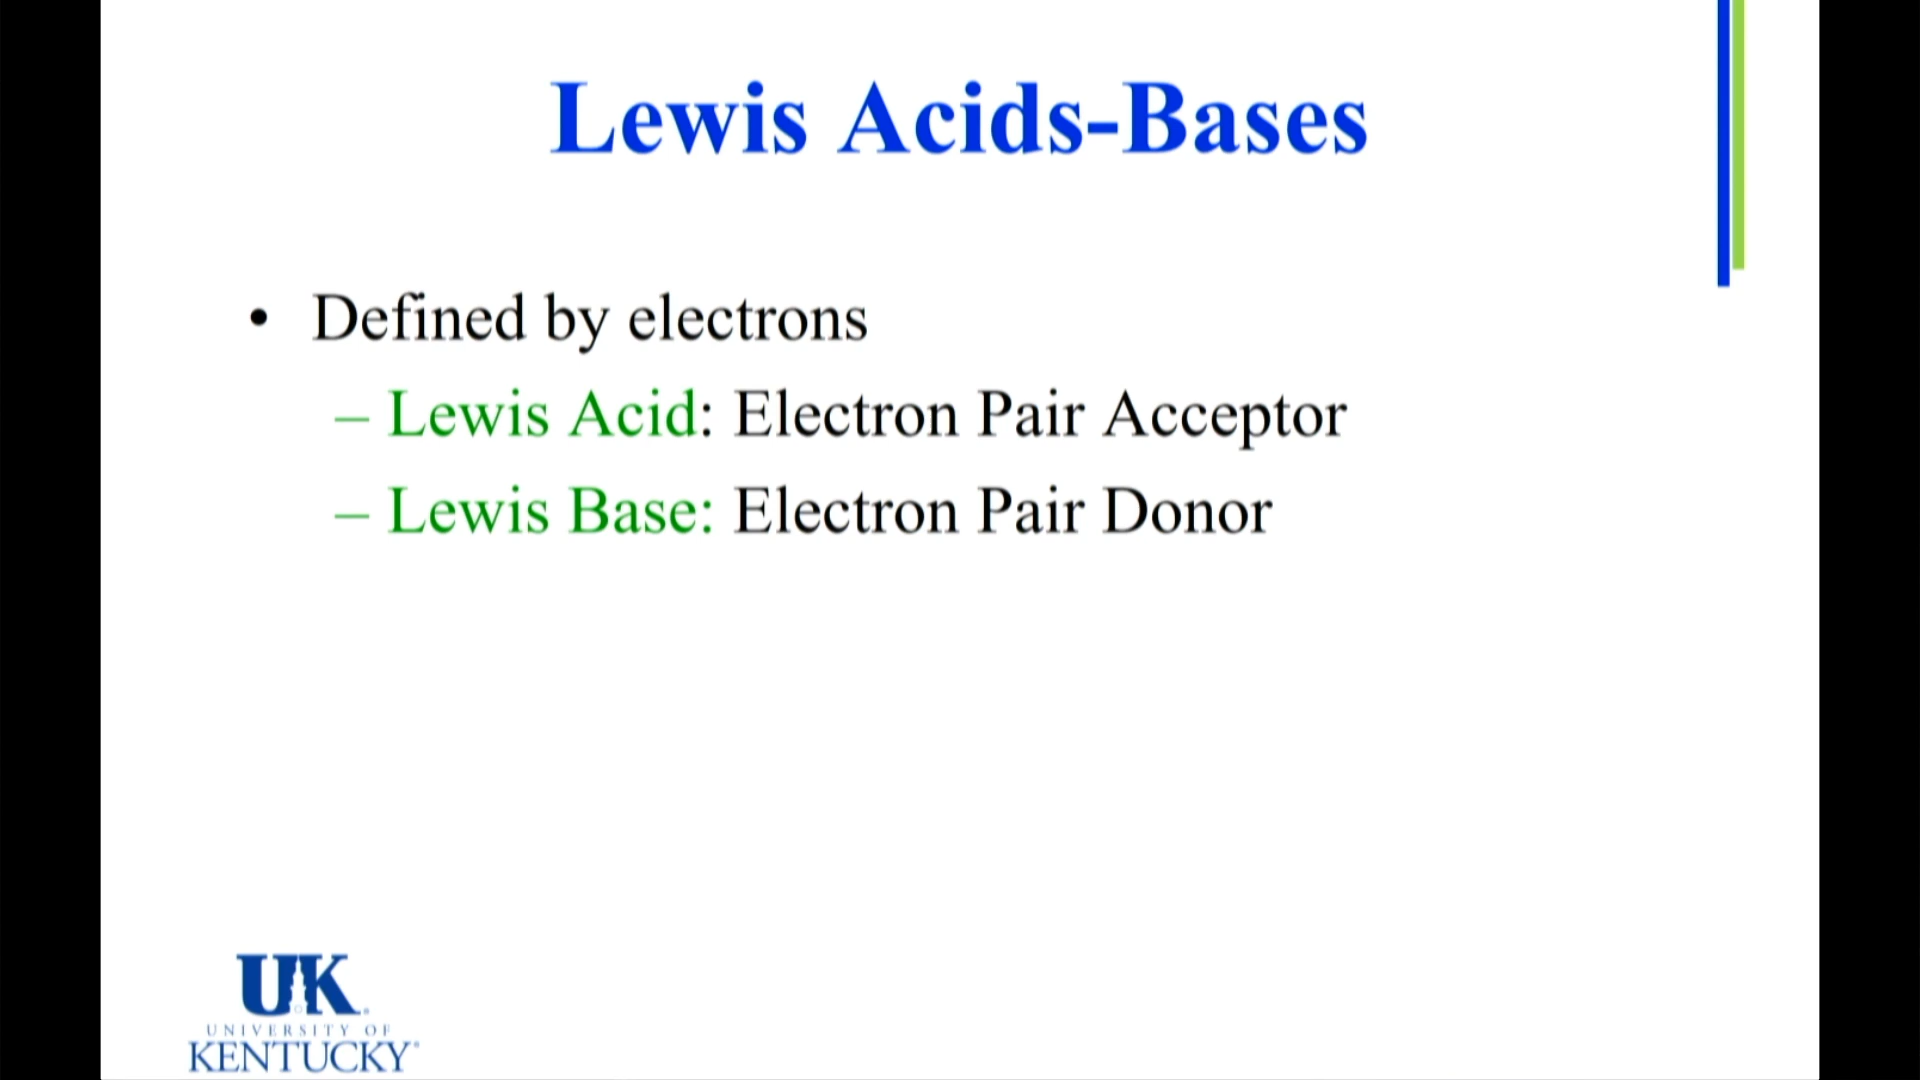 Lewis Acids-Bases
• Defined by electrons
– Lewis Acid: Electron Pair Acceptor
– Lewis Base: Electron Pair Donor
UK
UNIVERSITY OF
KENTUCKY